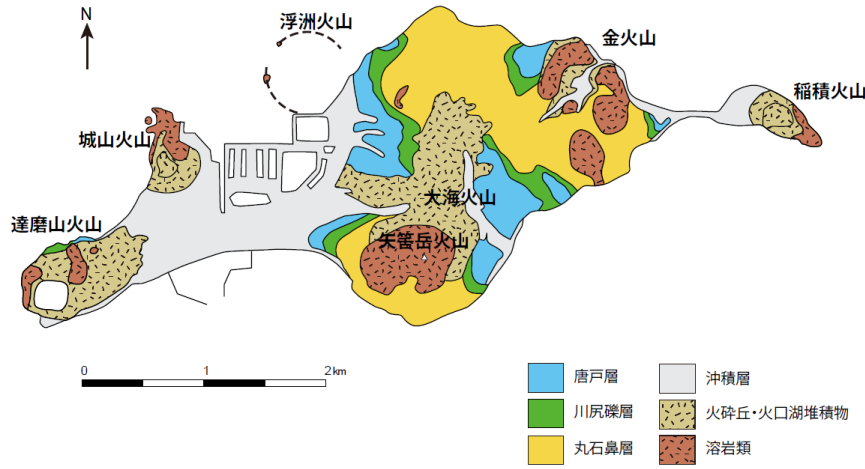 N
浮洲火山
金火山
稲積火山
城山火山
大海火山
達磨山火山
矢筈岳火山
0 1 2km
唐戸層
川尻礫層
丸石鼻層
沖積層
火砕丘・火口湖堆積物
溶岩類